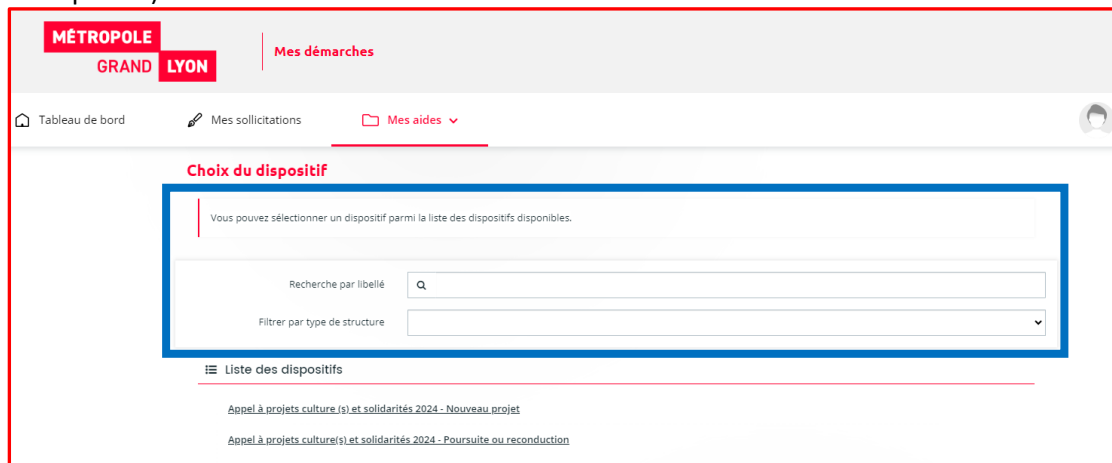 MÉTROPOLE
GRAND LYON
Mes démarches
Tableau de bord
Mes sollicitations
Mes aides
Choix du dispositif
Vous pouvez sélectionner un dispositif parmi la liste des dispositifs disponibles.
Recherche par libellé
Filtrer par type de structure
Liste des dispositifs
Appel à projets culture (s) et solidarités 2024 - Nouveau projet
Appel à projets culture(s) et solidarités 2024 - Poursuite ou reconduction